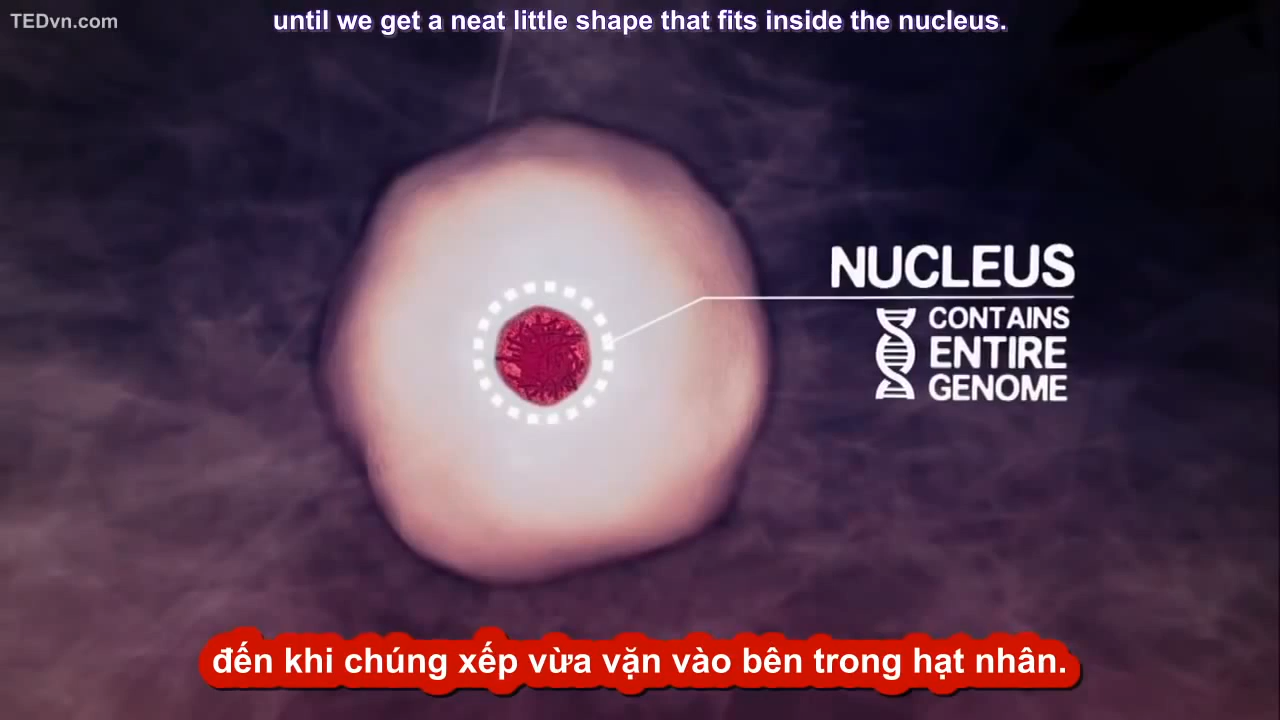 TEDvn.com
until we get a neat little shape that fits inside the nucleus.
NUCLEUS
CONTAINS
ENTIRE
GENOME
đến khi chúng xếp vừa vặn vào bên trong hạt nhân.